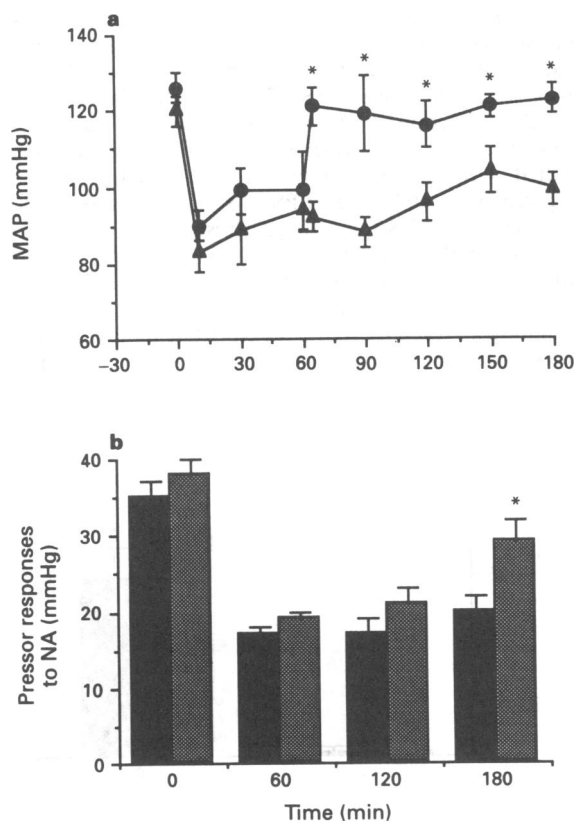 a
MAP (mmHg)
140
120
100
80
60
-30 0 30 60 90 120 150 180
* * * * *
b
Pressor responses
to NA (mmHg)
40
30
20
10
0
*
0 60 120 180
Time (min)